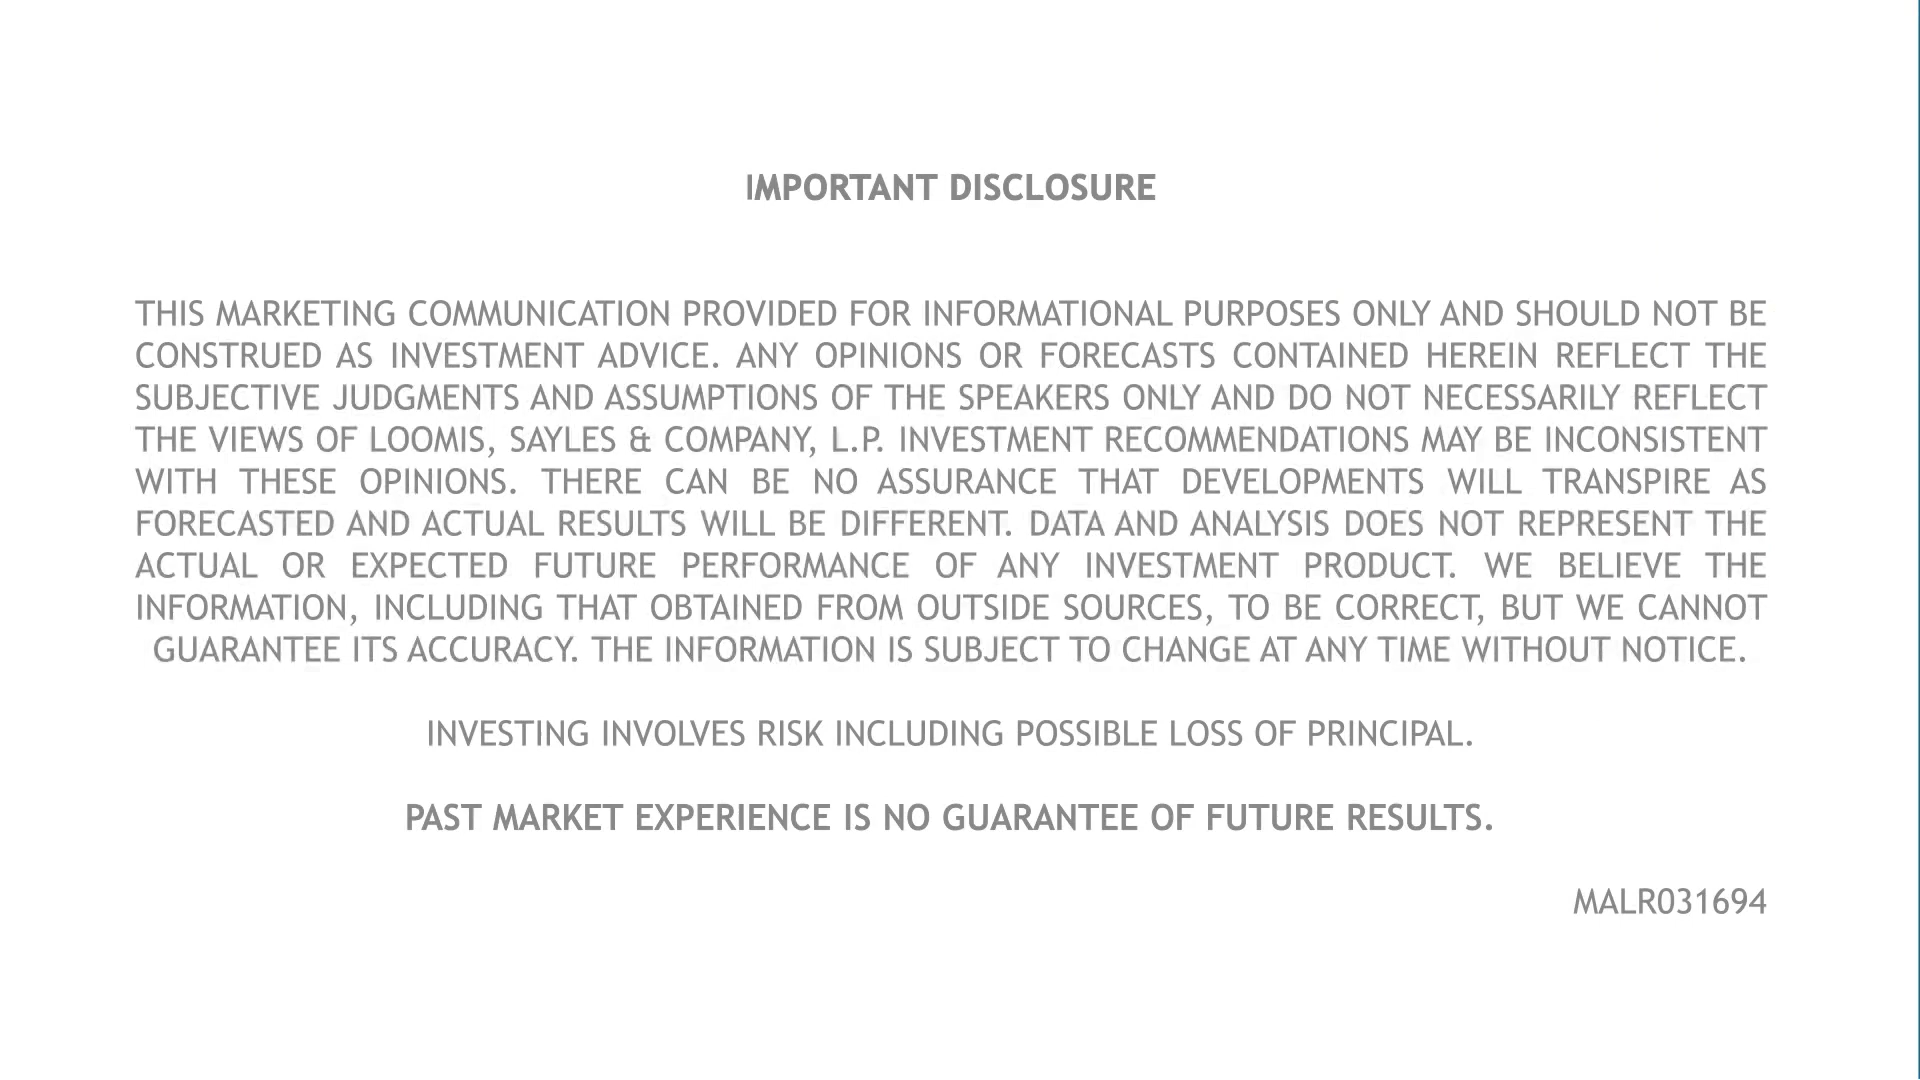 IMPORTANT DISCLOSURE
THIS MARKETING COMMUNICATION PROVIDED FOR INFORMATIONAL PURPOSES ONLY AND SHOULD NOT BE
CONSTRUED AS INVESTMENT ADVICE. ANY OPINIONS OR FORECASTS CONTAINED HEREIN REFLECT THE
SUBJECTIVE JUDGMENTS AND ASSUMPTIONS OF THE SPEAKERS ONLY AND DO NOT NECESSARILY REFLECT
THE VIEWS OF LOOMIS, SAYLES & COMPANY, L.P. INVESTMENT RECOMMENDATIONS MAY BE INCONSISTENT
WITH THESE OPINIONS. THERE CAN BE NO ASSURANCE THAT DEVELOPMENTS WILL TRANSPIRE AS
FORECASTED AND ACTUAL RESULTS WILL BE DIFFERENT. DATA AND ANALYSIS DOES NOT REPRESENT THE
ACTUAL OR EXPECTED FUTURE PERFORMANCE OF ANY INVESTMENT PRODUCT. WE BELIEVE THE
INFORMATION, INCLUDING THAT OBTAINED FROM OUTSIDE SOURCES, TO BE CORRECT, BUT WE CANNOT
GUARANTEE ITS ACCURACY. THE INFORMATION IS SUBJECT TO CHANGE AT ANY TIME WITHOUT NOTICE.
INVESTING INVOLVES RISK INCLUDING POSSIBLE LOSS OF PRINCIPAL.
PAST MARKET EXPERIENCE IS NO GUARANTEE OF FUTURE RESULTS.
MALR031694